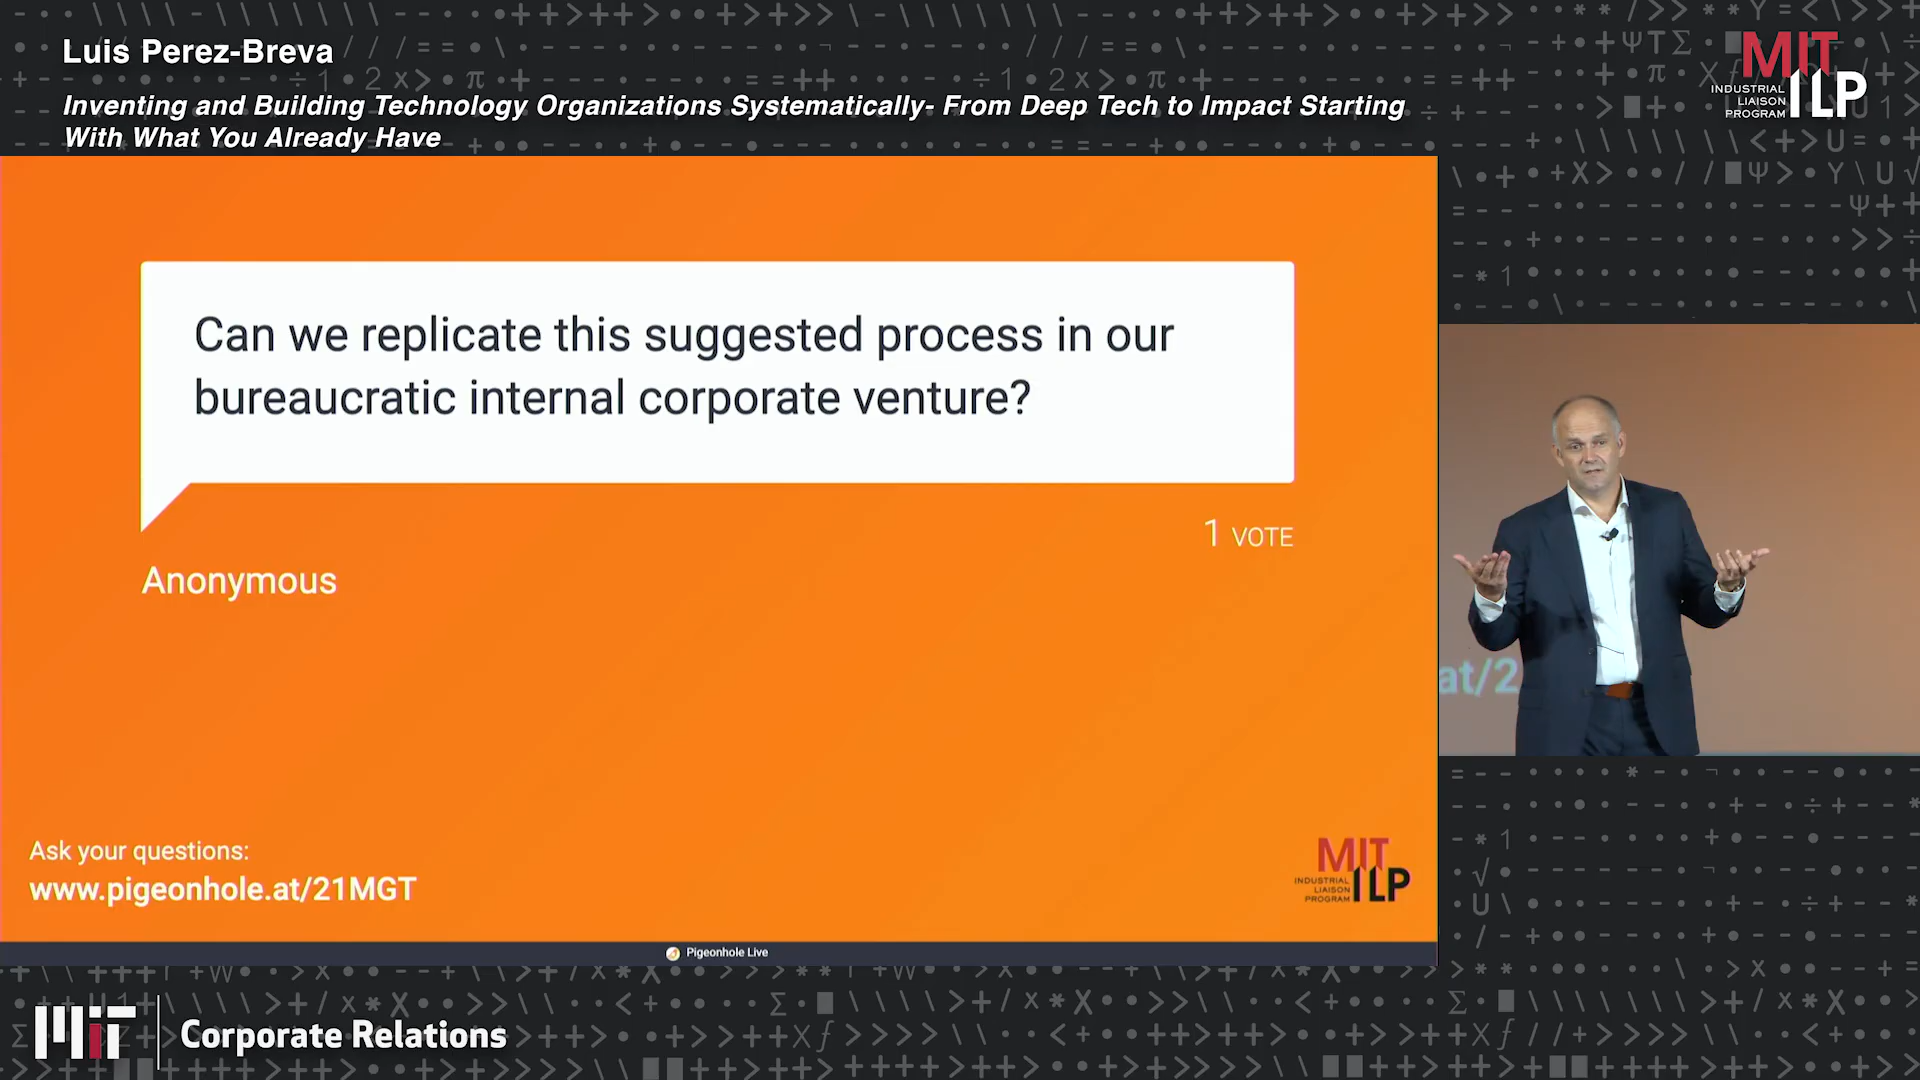 Luis Perez-Breva
Inventing and Building Technology Organizations Systematically- From Deep Tech to Impact Starting
With What You Already Have
MIT
ILP
INDUSTRIAL
LIAISON
PROGRAM
Can we replicate this suggested process in our
bureaucratic internal corporate venture?
1 VOTE
Anonymous
at/2
Ask your questions:
www.pigeonhole.at/21MGT
MIT
ILP
INDUSTRIAL
LIAISON
PROGRAM
Pigeonhole Live
MIT
Corporate Relations